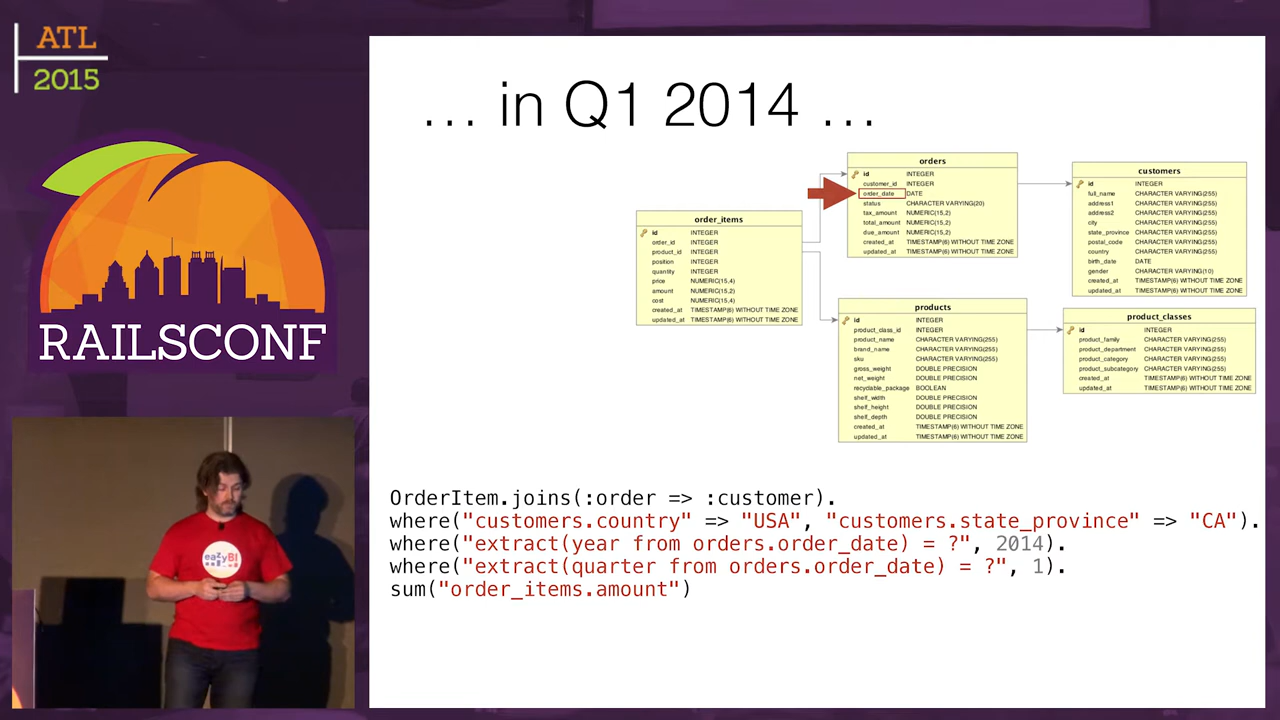 ATL
2015
RAILSCONF
eazyBI
… in Q1 2014 …
order_items
id INTEGER
order_id INTEGER
product_id INTEGER
position INTEGER
quantity INTEGER
price NUMERIC(15,4)
amount NUMERIC(15,2)
cost NUMERIC(15,4)
created_at TIMESTAMP(6) WITHOUT TIME ZONE
updated_at TIMESTAMP(6) WITHOUT TIME ZONE
orders
id INTEGER
customer_id INTEGER
order_date DATE
status CHARACTER VARYING(20)
tax_amount NUMERIC(15,2)
total_amount NUMERIC(15,2)
due_amount NUMERIC(15,2)
created_at TIMESTAMP(6) WITHOUT TIME ZONE
updated_at TIMESTAMP(6) WITHOUT TIME ZONE
customers
id INTEGER
full_name CHARACTER VARYING(255)
address1 CHARACTER VARYING(255)
address2 CHARACTER VARYING(255)
city CHARACTER VARYING(255)
state_province CHARACTER VARYING(255)
postal_code CHARACTER VARYING(255)
country CHARACTER VARYING(255)
birth_date DATE
gender CHARACTER VARYING(10)
created_at TIMESTAMP(6) WITHOUT TIME ZONE
updated_at TIMESTAMP(6) WITHOUT TIME ZONE
products
id INTEGER
product_class_id INTEGER
product_name CHARACTER VARYING(255)
brand_name CHARACTER VARYING(255)
sku CHARACTER VARYING(255)
gross_weight DOUBLE PRECISION
net_weight DOUBLE PRECISION
recyclable_package BOOLEAN
shelf_width DOUBLE PRECISION
shelf_height DOUBLE PRECISION
shelf_depth DOUBLE PRECISION
created_at TIMESTAMP(6) WITHOUT TIME ZONE
updated_at TIMESTAMP(6) WITHOUT TIME ZONE
product_classes
id INTEGER
product_family CHARACTER VARYING(255)
product_department CHARACTER VARYING(255)
product_category CHARACTER VARYING(255)
product_subcategory CHARACTER VARYING(255)
created_at TIMESTAMP(6) WITHOUT TIME ZONE
updated_at TIMESTAMP(6) WITHOUT TIME ZONE
OrderItem.joins(:order => :customer).
where("customers.country" => "USA", "customers.state_province" => "CA").
where("extract(year from orders.order_date) = ?", 2014).
where("extract(quarter from orders.order_date) = ?", 1).
sum("order_items.amount")